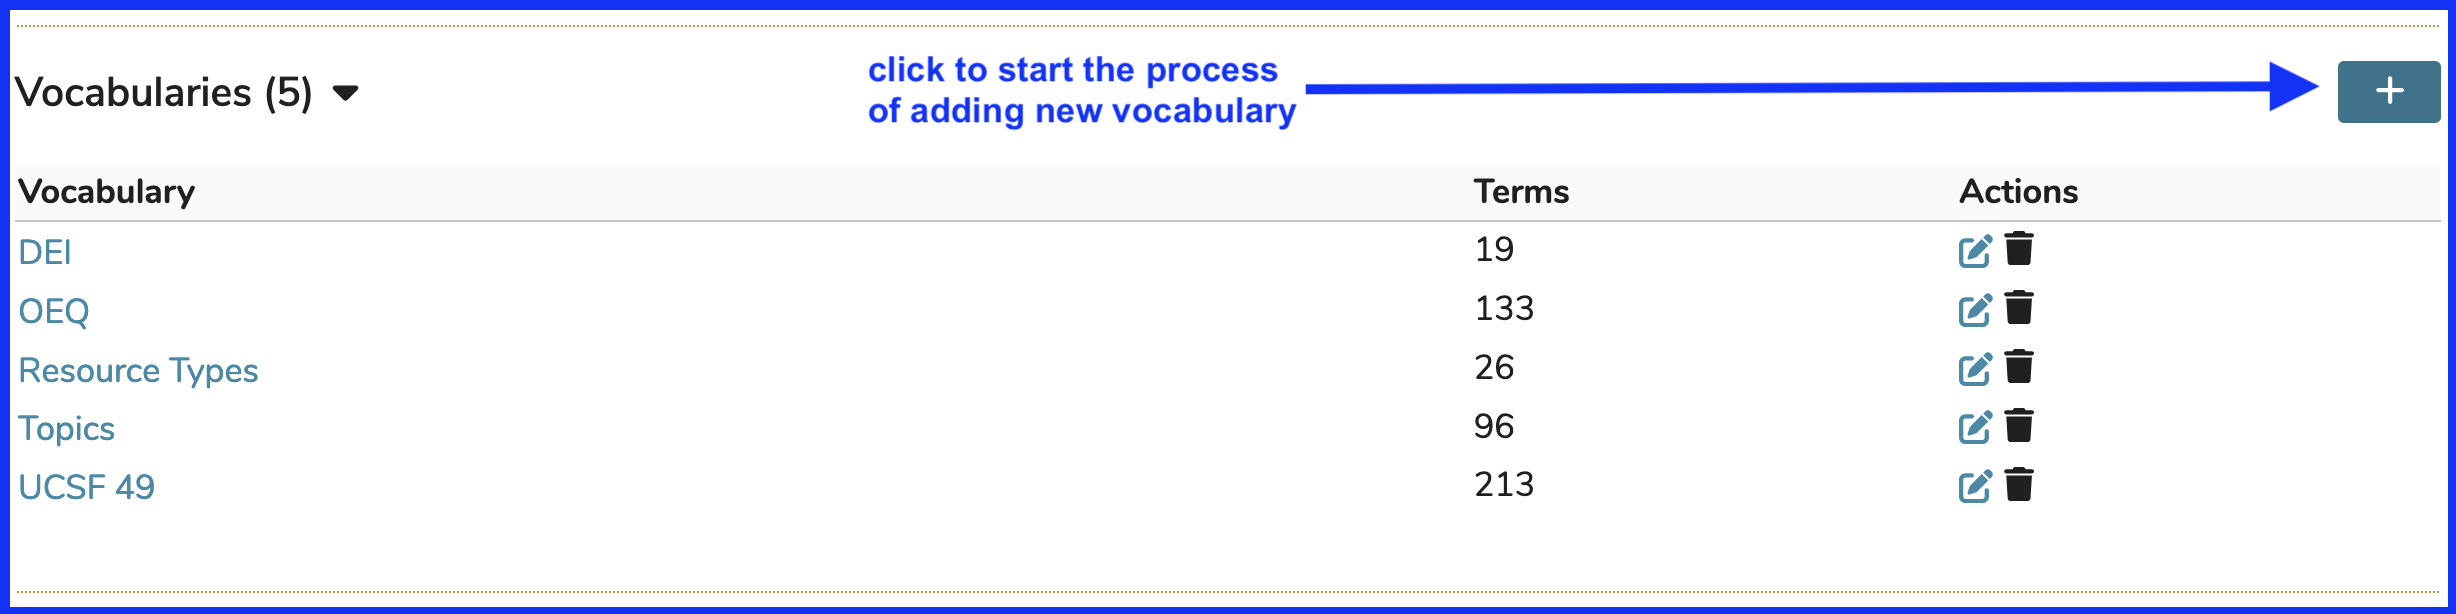 Vocabularies (5)
click to start the process
of adding new vocabulary
+
Vocabulary Terms Actions
DEI 19
OEQ 133
Resource Types 26
Topics 96
UCSF 49 213